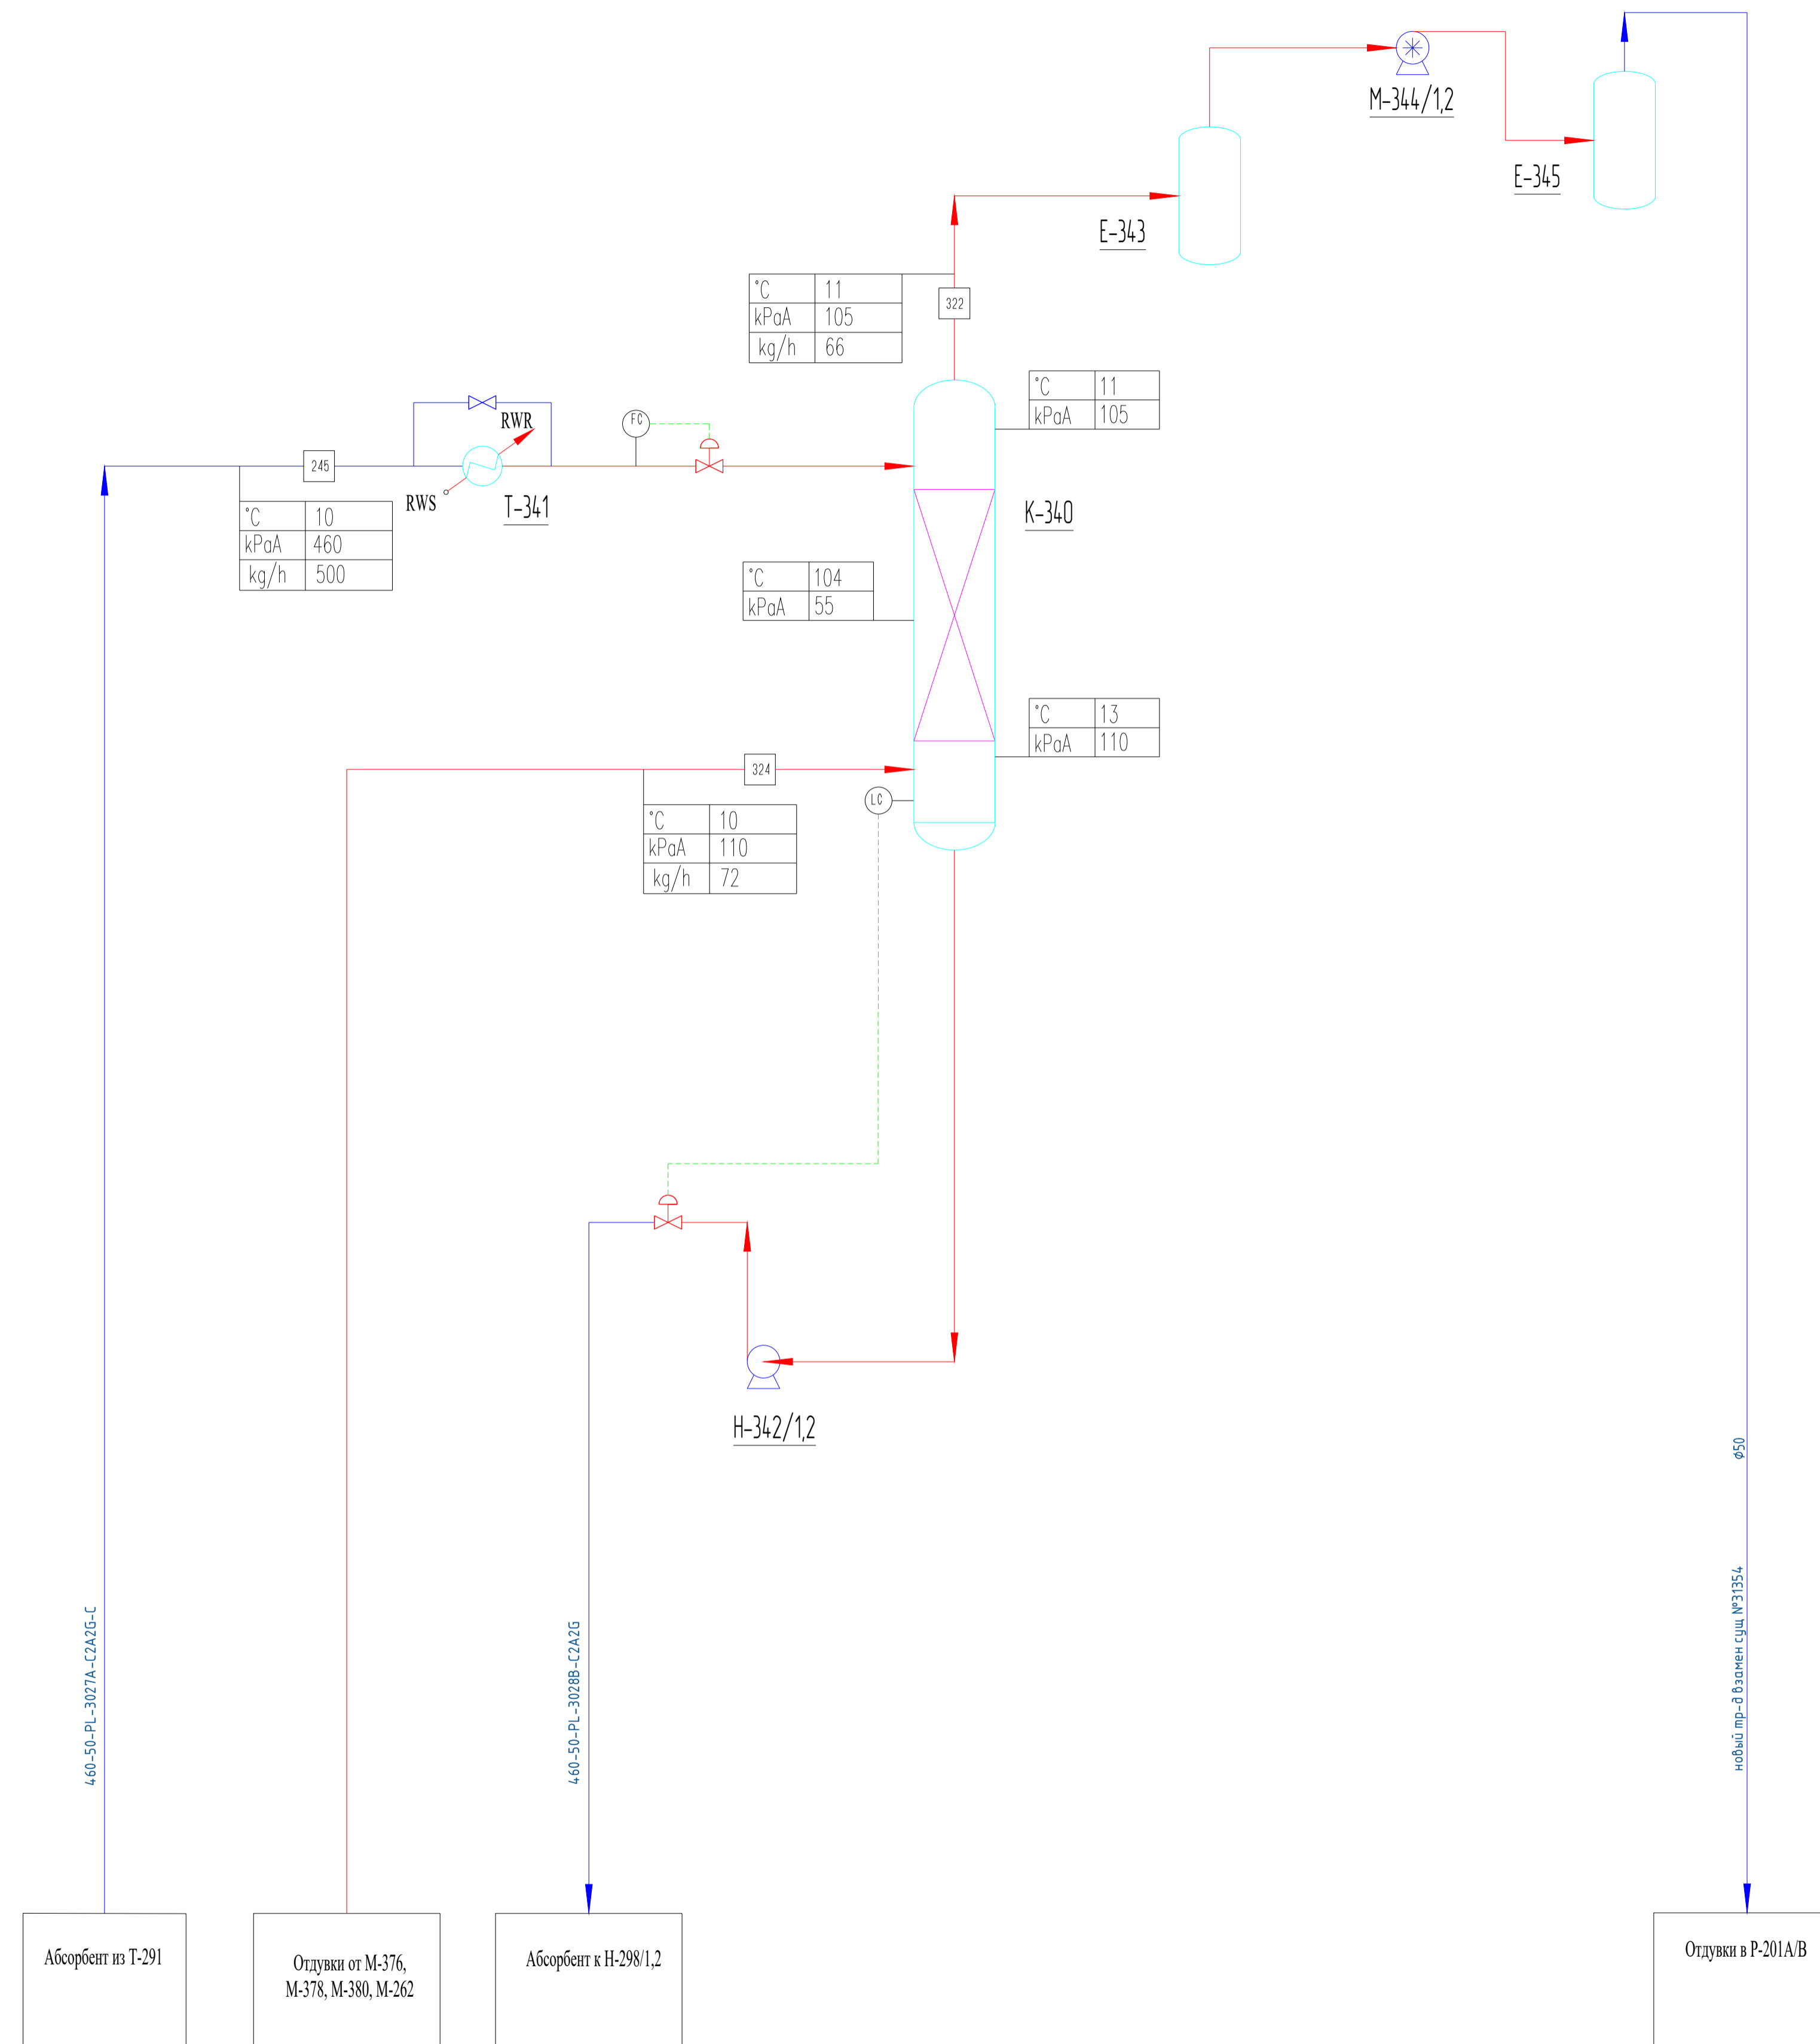 M-344/1,2
E-345
E-343
°C 11
kPaA 105
kg/h 66
322
°C 11
kPaA 105
RWR
FC
245
RWS
T-341
K-340
°C 10
kPaA 460
kg/h 500
°C 104
kPaA 55
°C 13
kPaA 110
324
LC
°C 10
kPaA 110
kg/h 72
H-342/1,2
ø50
460-50-PL-3027A-C2A2G-C
460-50-PL-3028B-C2A2G
новый тр-д взамен сущ №31354
Абсорбент из Т-291
Отдувки от М-376,
М-378, М-380, М-262
Абсорбент к Н-298/1,2
Отдувки в Р-201А/В